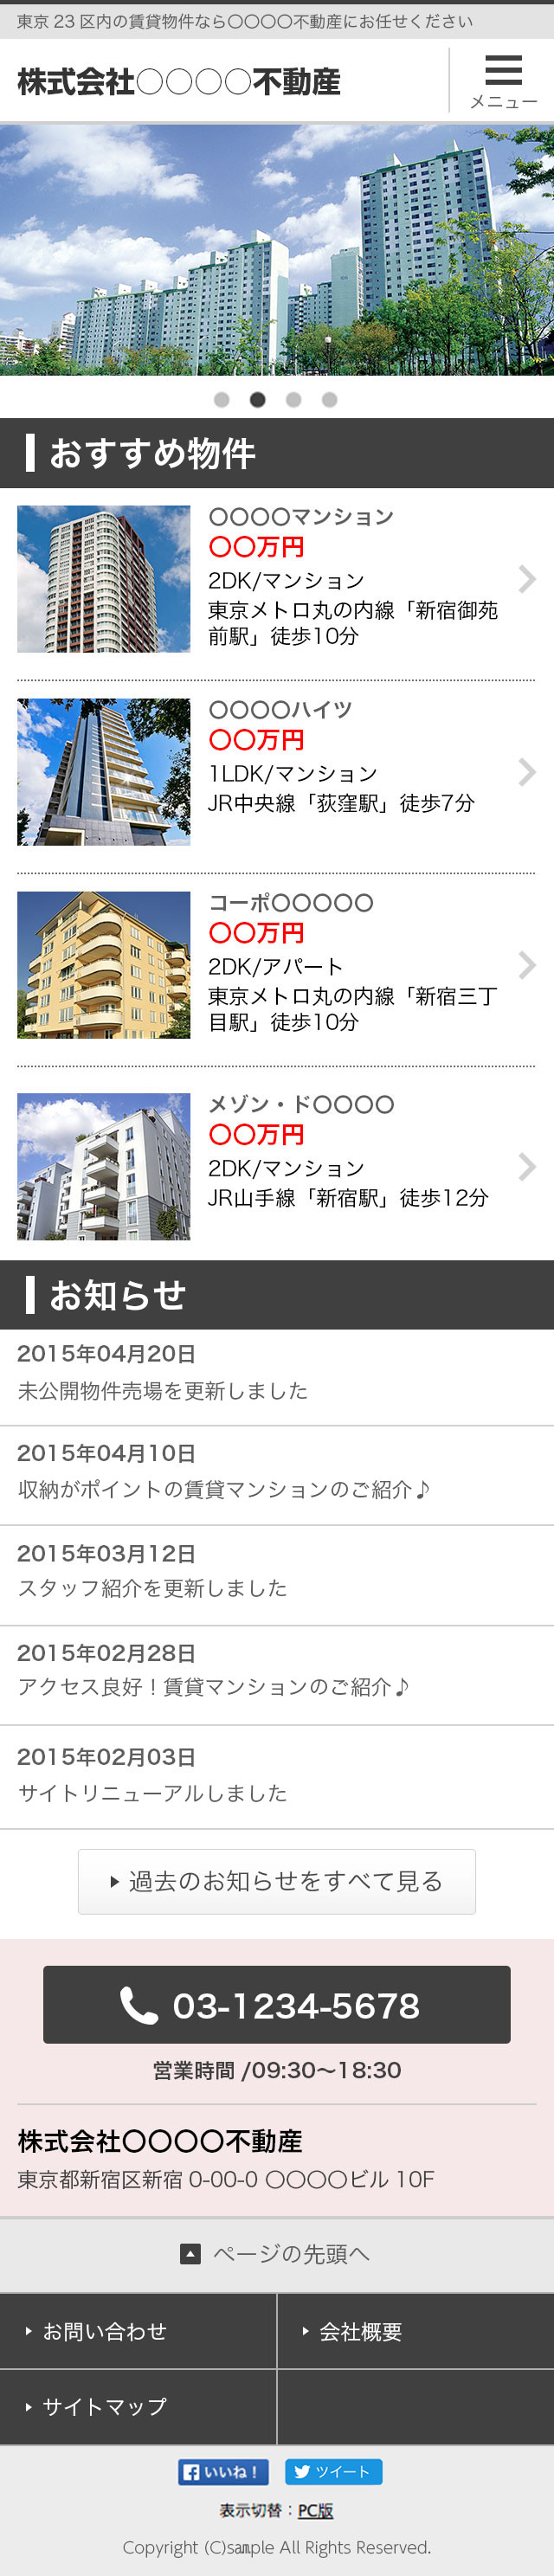 東京 23 区内の賃貸物件なら〇〇〇〇不動産にお任せください
株式会社〇〇〇〇不動産
メニュー
おすすめ物件
〇〇〇〇マンション
〇〇万円
2DK/マンション
東京メトロ丸の内線「新宿御苑
前駅」徒歩10分
〇〇〇〇ハイツ
〇〇万円
1LDK/マンション
JR中央線「荻窪駅」徒歩7分
コーポ〇〇〇〇〇
〇〇万円
2DK/アパート
東京メトロ丸の内線「新宿三丁
目駅」徒歩10分
メゾン・ド〇〇〇〇
〇〇万円
2DK/マンション
JR山手線「新宿駅」徒歩12分
お知らせ
2015年04月20日
未公開物件売場を更新しました
2015年04月10日
収納がポイントの賃貸マンションのご紹介♪
2015年03月12日
スタッフ紹介を更新しました
2015年02月28日
アクセス良好！賃貸マンションのご紹介♪
2015年02月03日
サイトリニューアルしました
過去のお知らせをすべて見る
03-1234-5678
営業時間 /09:30〜18:30
株式会社〇〇〇〇不動産
東京都新宿区新宿 0-00-0 〇〇〇〇ビル 10F
ページの先頭へ
お問い合わせ
会社概要
サイトマップ
いいね！
ツイート
表示切替：PC版
Copyright (C)sample All Rights Reserved.